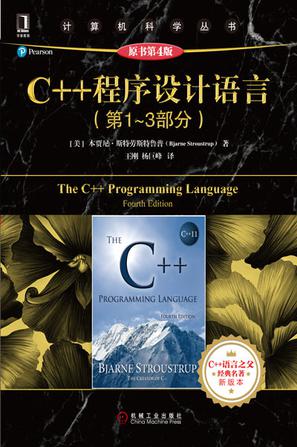 计算机科学丛书
Pearson
原书第4版
C++程序设计语言
(第1~3部分)
[美] 本贾尼·斯特劳斯特鲁普(Bjarne Stroustrup) 著
王刚 杨巨峰 译
The C++ Programming Language
Fourth Edition
C++11
THE
C++
PROGRAMMING LANGUAGE
FOURTH EDITION
BJARNE STROUSTRUP
THE CREATOR OF C++
C++语言之父
经典名著
新版本
机械工业出版社
China Machine Press